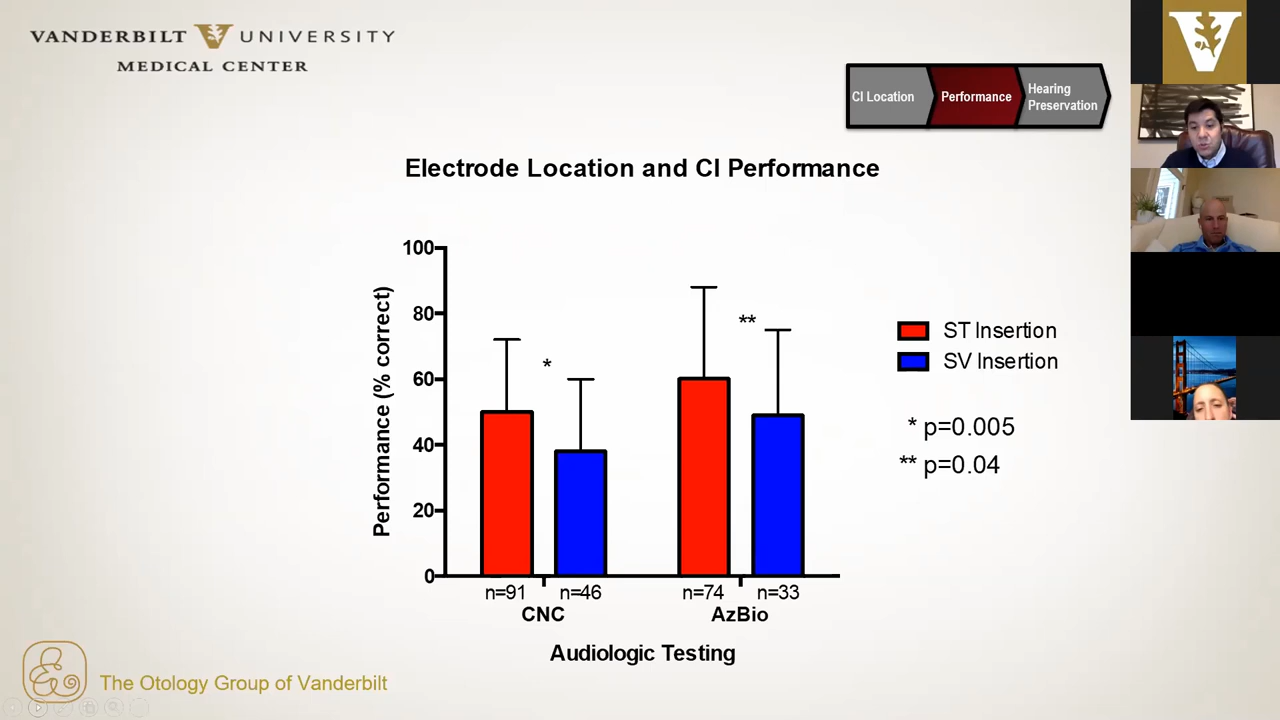 VANDERBILT UNIVERSITY
MEDICAL CENTER
CI Location
Performance
Hearing
Preservation
Electrode Location and CI Performance
Performance (% correct)
100
80
60
40
20
0
*
**
n=91
n=46
n=74
n=33
CNC
AzBio
Audiologic Testing
ST Insertion
SV Insertion
* p=0.005
** p=0.04
The Otology Group of Vanderbilt